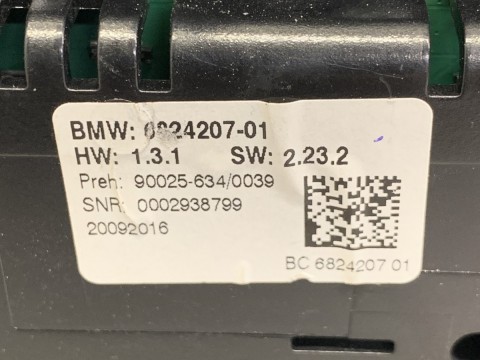 BMW: 6824207-01
HW: 1.3.1 SW: 2.23.2
Preh: 90025-634/0039
SNR: 0002938799
20092016
BC 6824207 01